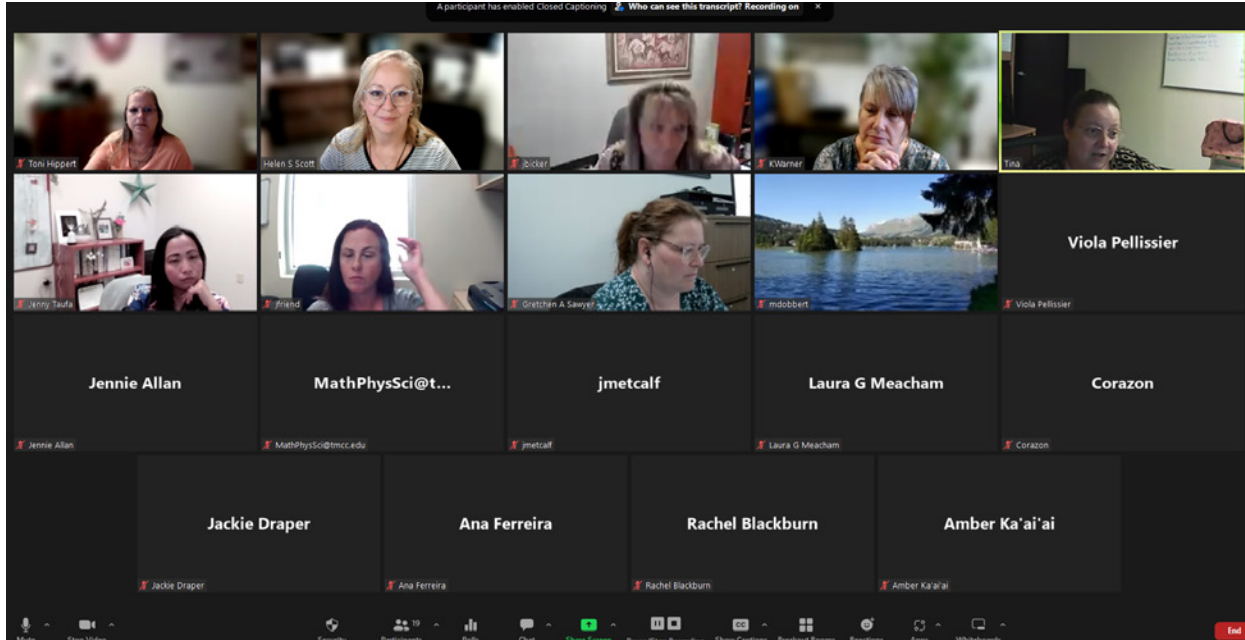 A participant has enabled Closed Captioning Who can see this transcript? Recording on ×
Toni Hippert
Helen S Scott
jbicker
KWarner
Tina
Jenny Taufa
jfriend
Gretchen A Sawyer
mdobbert
Viola Pellissier
Viola Pellissier
Jennie Allan
Jennie Allan
MathPhysSci@t...
MathPhysSci@tmcc.edu
jmetcalf
jmetcalf
Laura G Meacham
Laura G Meacham
Corazon
Corazon
Jackie Draper
Jackie Draper
Ana Ferreira
Ana Ferreira
Rachel Blackburn
Rachel Blackburn
Amber Ka'ai'ai
Amber Ka'ai'ai
19
CC
End